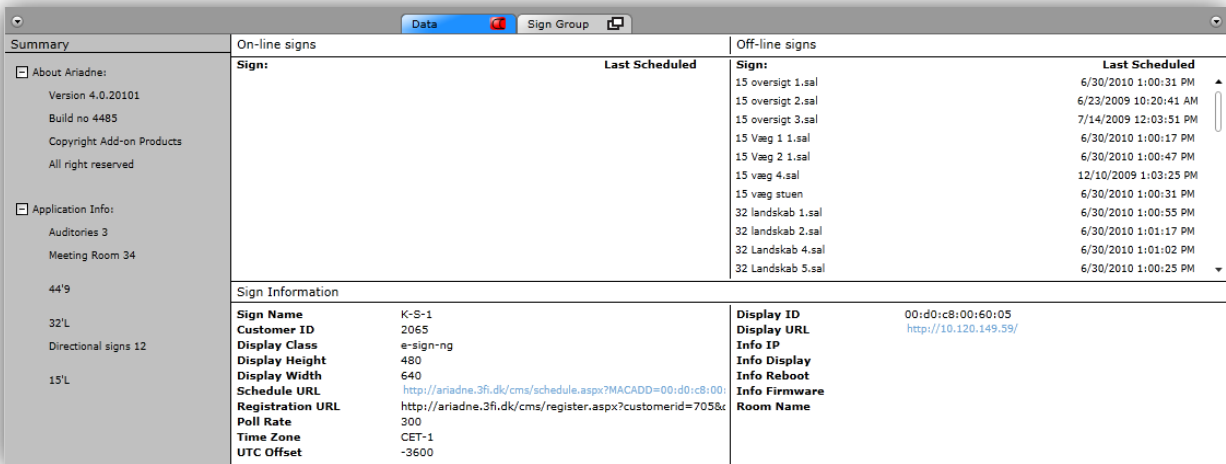 Data
Sign Group
Summary
About Ariadne:
Version 4.0.20101
Build no 4485
Copyright Add-on Products
All right reserved
Application Info:
Auditories 3
Meeting Room 34
44'9
32'L
Directional signs 12
15'L
On-line signs
Sign: Last Scheduled
Off-line signs
Sign: Last Scheduled
15 oversigt 1.sal 6/30/2010 1:00:31 PM
15 oversigt 2.sal 6/23/2009 10:20:41 AM
15 oversigt 3.sal 7/14/2009 12:03:51 PM
15 Væg 1 1.sal 6/30/2010 1:00:17 PM
15 Væg 2 1.sal 6/30/2010 1:00:47 PM
15 væg 4.sal 12/10/2009 1:03:25 PM
15 væg stuen 6/30/2010 1:00:31 PM
32 landskab 1.sal 6/30/2010 1:00:55 PM
32 landskab 2.sal 6/30/2010 1:01:17 PM
32 Landskab 4.sal 6/30/2010 1:01:02 PM
32 Landskab 5.sal 6/30/2010 1:00:25 PM
Sign Information
Sign Name K-S-1
Customer ID 2065
Display Class e-sign-ng
Display Height 480
Display Width 640
Schedule URL http://ariadne.3fi.dk/cms/schedule.aspx?MACADD=00:d0:c8:00:
Registration URL http://ariadne.3fi.dk/cms/register.aspx?customerid=705&
Poll Rate 300
Time Zone CET-1
UTC Offset -3600
Display ID 00:d0:c8:00:60:05
Display URL http://10.120.149.59/
Info IP
Info Display
Info Reboot
Info Firmware
Room Name